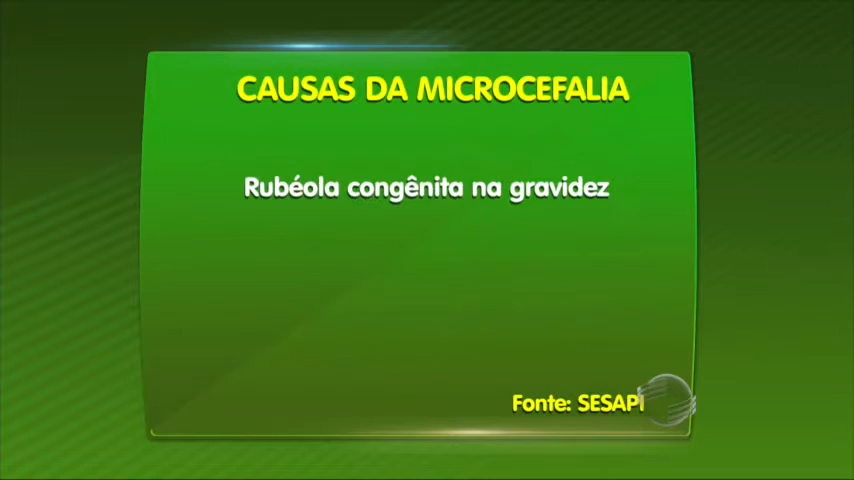 CAUSAS DA MICROCEFALIA
Rubéola congênita na gravidez
Fonte: SESAPI